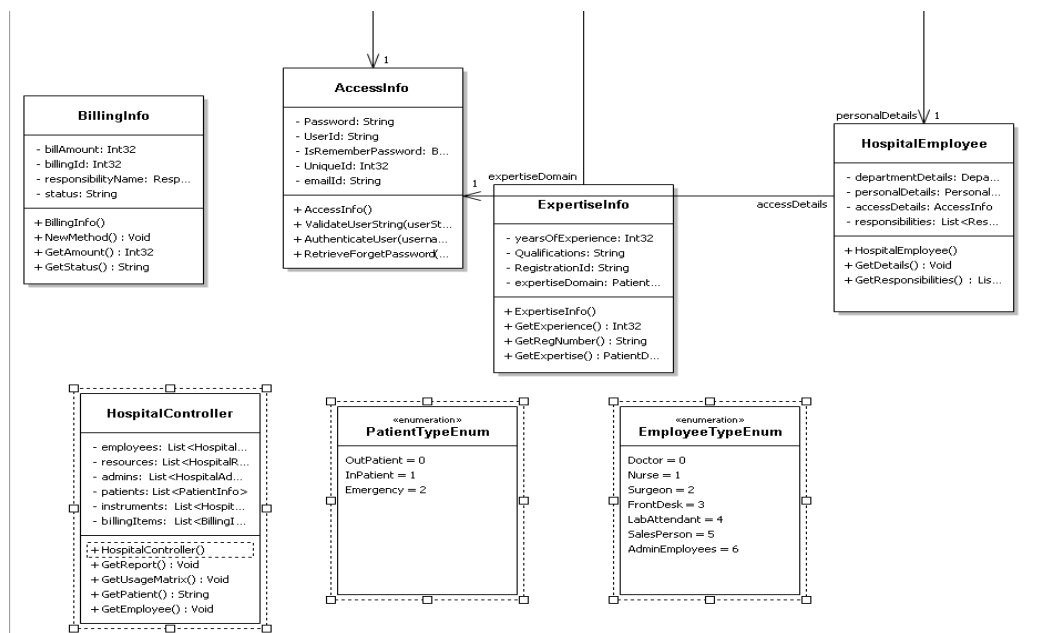 BillingInfo
- billAmount: Int32
- billingId: Int32
- responsibilityName: Resp...
- status: String
+ BillingInfo()
+ NewMethod() : Void
+ GetAmount() : Int32
+ GetStatus() : String
1
AccessInfo
- Password: String
- UserId: String
- IsRememberPassword: B...
- UniqueId: Int32
- emailId: String
+ AccessInfo()
+ ValidateUserString(userSt...
+ AuthenticateUser(userna...
+ RetrieveForgetPassword(...
1
expertiseDomain
ExpertiseInfo
- yearsOfExperience: Int32
- Qualifications: String
- RegistrationId: String
- expertiseDomain: Patient...
+ ExpertiseInfo()
+ GetExperience() : Int32
+ GetRegNumber() : String
+ GetExpertise() : PatientD...
accessDetails
personalDetails 1
HospitalEmployee
- departmentDetails: Depa...
- personalDetails: Personal...
- accessDetails: AccessInfo
- responsibilities: List<Res...
+ HospitalEmployee()
+ GetDetails() : Void
+ GetResponsibilities() : Lis...
HospitalController
- employees: List<Hospital...
- resources: List<HospitalR...
- admins: List<HospitalAd...
- patients: List<PatientInfo>
- instruments: List<Hospit...
- billingItems: List<BillingI...
+ HospitalController()
+ GetReport() : Void
+ GetUsageMatrix() : Void
+ GetPatient() : String
+ GetEmployee() : Void
«enumeration»
PatientTypeEnum
OutPatient = 0
InPatient = 1
Emergency = 2
«enumeration»
EmployeeTypeEnum
Doctor = 0
Nurse = 1
Surgeon = 2
FrontDesk = 3
LabAttendant = 4
SalesPerson = 5
AdminEmployees = 6